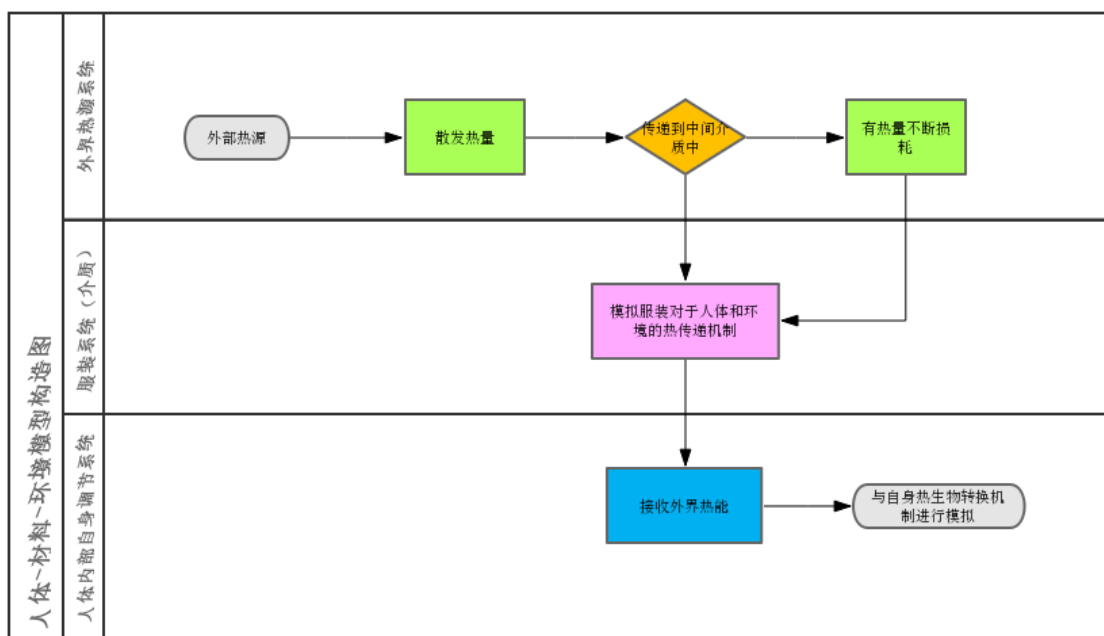 人体-材料-环境模型构造图
外界热源系统
外部热源
散发热量
传递到中间介
质中
有热量不断损
耗
服装系统（介质）
模拟服装对于人体和环
境的热传递机制
人体内部自身调节系统
接收外界热能
与自身热生物转换机
制进行模拟